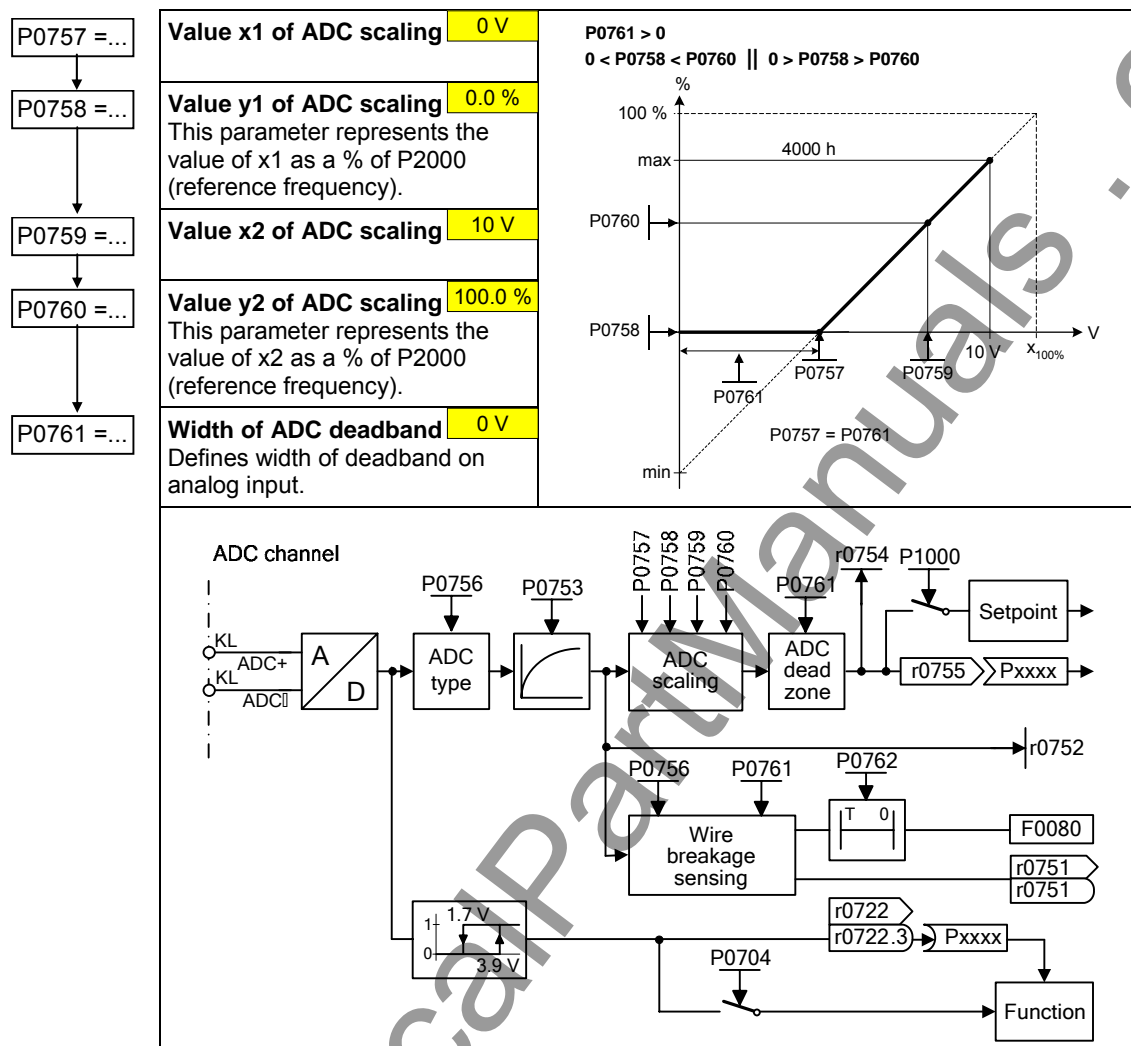 P0757 =...
Value x1 of ADC scaling 0 V
P0758 =...
Value y1 of ADC scaling 0.0 %
This parameter represents the
value of x1 as a % of P2000
(reference frequency).
P0759 =...
Value x2 of ADC scaling 10 V
P0760 =...
Value y2 of ADC scaling 100.0 %
This parameter represents the
value of x2 as a % of P2000
(reference frequency).
P0761 =...
Width of ADC deadband 0 V
Defines width of deadband on
analog input.
P0761 > 0
0 < P0758 < P0760 || 0 > P0758 > P0760
%
100 %
4000 h
max
P0760
P0758
V
10 V
x100%
P0757
P0759
P0761
P0757 = P0761
min
ADC channel
P0757
P0758
P0759
P0760
r0754
P1000
P0756
P0753
P0761
Setpoint
KL
ADC+
KL
ADC▯
A
D
ADC
type
ADC
scaling
ADC
dead
zone
r0755
Pxxxx
r0752
P0756
P0761
P0762
T 0
Wire
breakage
sensing
F0080
r0751
r0751
1
0
1.7 V
3.9 V
r0722
r0722.3
Pxxxx
P0704
Function
calPartManuals .